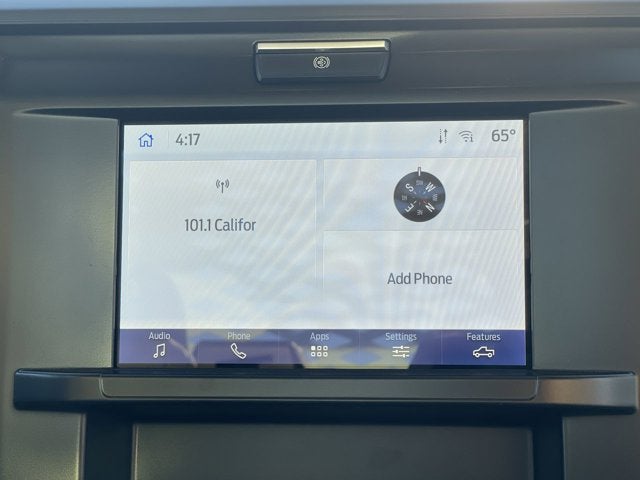 4:17
65°
101.1 Califor
S W
E N
Add Phone
Audio Phone Apps Settings Features